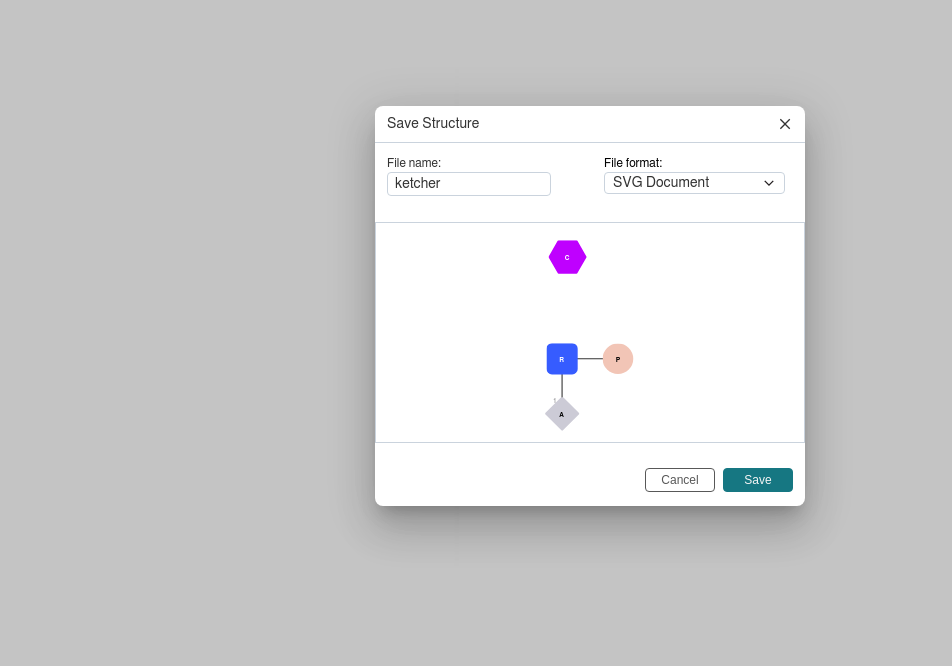 Save Structure
File name:
File format:
ketcher
SVG Document
C
R
P
A
Cancel
Save